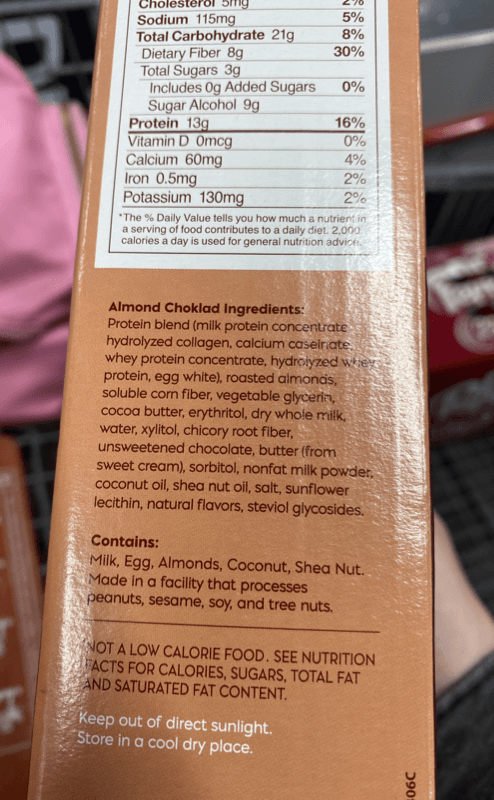 Cholesterol 5mg 2%
Sodium 115mg 5%
Total Carbohydrate 21g 8%
Dietary Fiber 8g 30%
Total Sugars 3g
Includes 0g Added Sugars 0%
Sugar Alcohol 9g
Protein 13g 16%
Vitamin D 0mcg 0%
Calcium 60mg 4%
Iron 0.5mg 2%
Potassium 130mg 2%
*The % Daily Value tells you how much a nutrient in
a serving of food contributes to a daily diet. 2,000
calories a day is used for general nutrition advice.
Almond Choklad Ingredients:
Protein blend (milk protein concentrate
hydrolyzed collagen, calcium caseinate,
whey protein concentrate, hydrolyzed whey
protein, egg white), roasted almonds,
soluble corn fiber, vegetable glycerin,
cocoa butter, erythritol, dry whole milk,
water, xylitol, chicory root fiber,
unsweetened chocolate, butter (from
sweet cream), sorbitol, nonfat milk powder,
coconut oil, shea nut oil, salt, sunflower
lecithin, natural flavors, steviol glycosides.
Contains:
Milk, Egg, Almonds, Coconut, Shea Nut.
Made in a facility that processes
peanuts, sesame, soy, and tree nuts.
NOT A LOW CALORIE FOOD. SEE NUTRITION
FACTS FOR CALORIES, SUGARS, TOTAL FAT
AND SATURATED FAT CONTENT.
Keep out of direct sunlight.
Store in a cool dry place.
06C